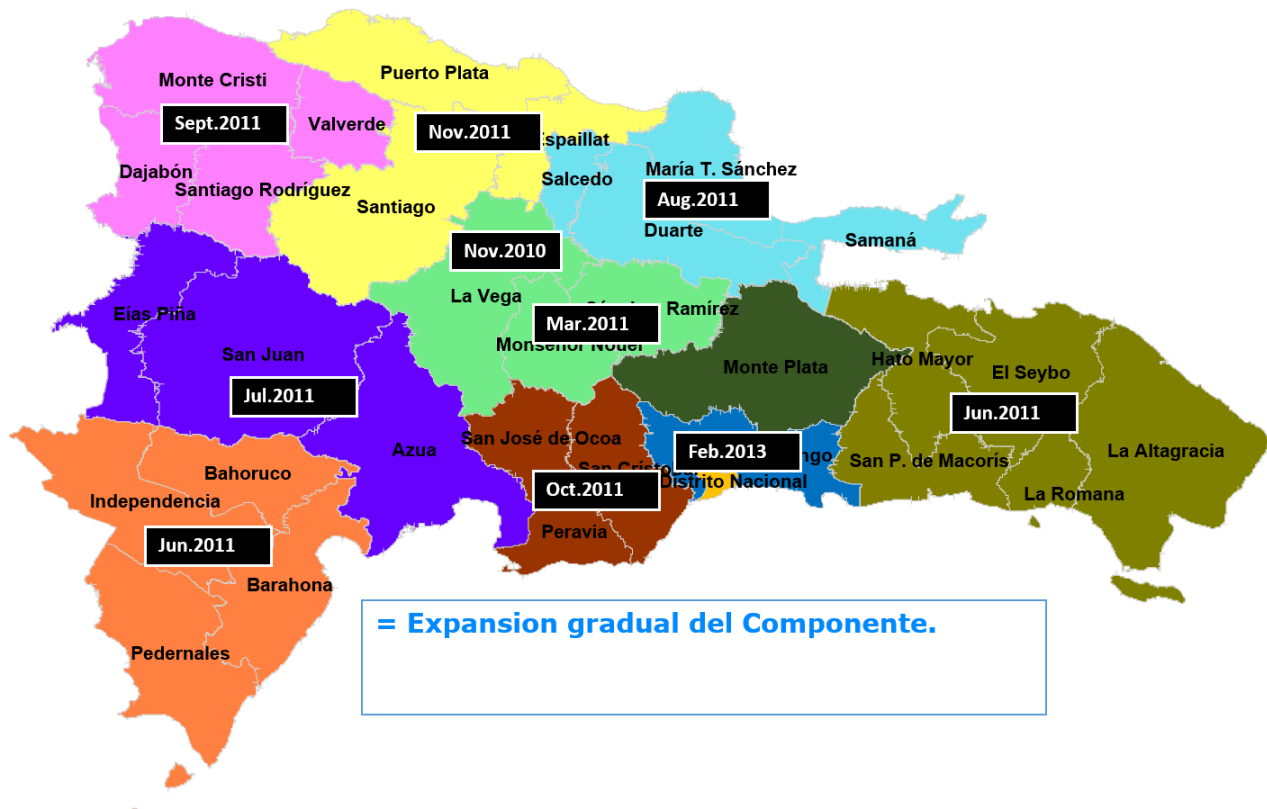 Puerto Plata
Monte Cristi
Sept.2011
Valverde
Nov.2011
Espaillat
Dajabón
Santiago Rodríguez
Salcedo
María T. Sánchez
Aug.2011
Santiago
Duarte
Samaná
Nov.2010
La Vega
Ramírez
Mar.2011
Monseñor Nouel
Eías Piña
San Juan
Jul.2011
Monte Plata
Hato Mayor
El Seybo
Jun.2011
Azua
San José de Ocoa
Feb.2013
San Cristóbal
Distrito Nacional
San P. de Macorís
La Altagracia
La Romana
Bahoruco
Independencia
Oct.2011
Peravia
Jun.2011
Barahona
Pedernales
= Expansion gradual del Componente.